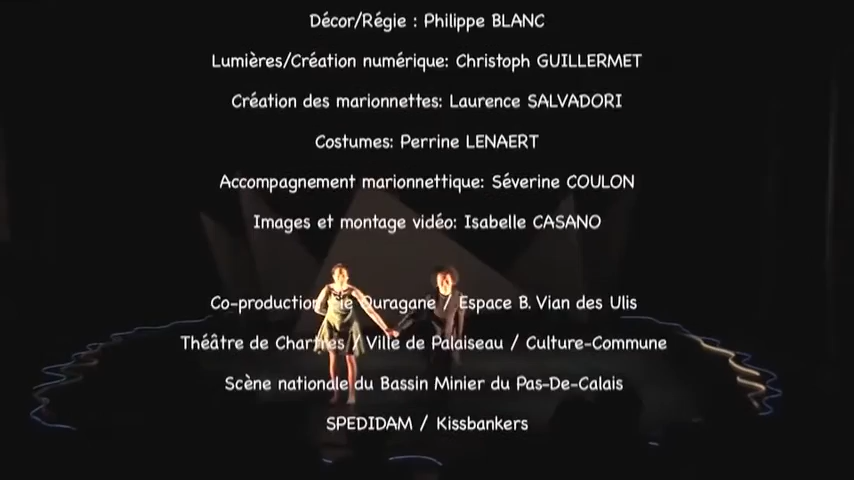 Décor/Régie : Philippe BLANC
Lumières/Création numérique: Christoph GUILLERMET
Création des marionnettes: Laurence SALVADORI
Costumes: Perrine LENAERT
Accompagnement marionnettique: Séverine COULON
Images et montage vidéo: Isabelle CASANO
Co-production Cie Ouragane / Espace B. Vian des Ulis
Théâtre de Chartres / Ville de Palaiseau / Culture-Commune
Scène nationale du Bassin Minier du Pas-De-Calais
SPEDIDAM / Kissbankers